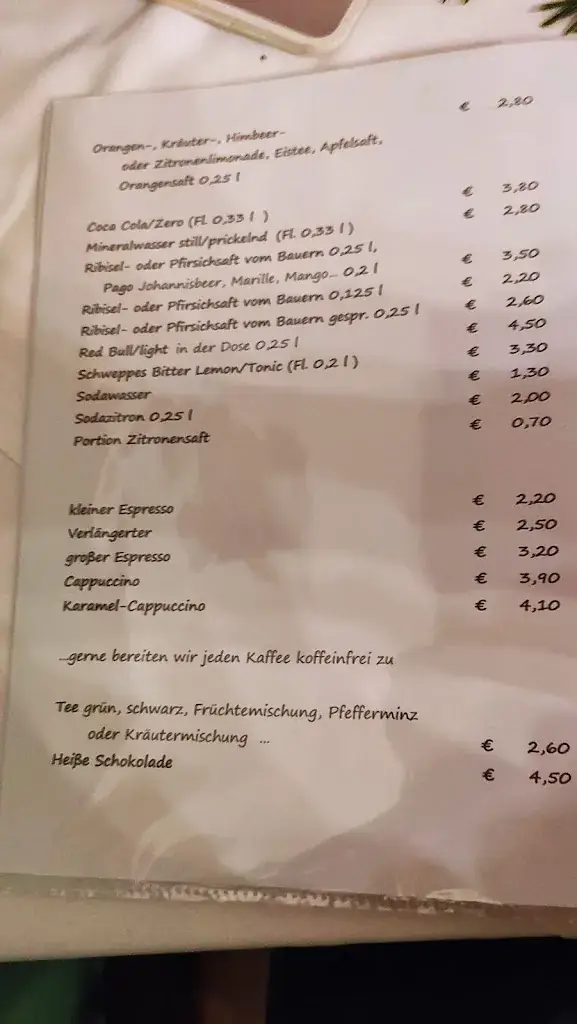 Orangen-, Kräuter-, Himbeer- € 2,80
oder Zitronenlimonade, Eistee, Apfelsaft,
Orangensaft 0,25 l
Coca Cola/Zero (Fl. 0,33 l ) € 3,80
Mineralwasser still/prickelnd (Fl. 0,33 l ) € 2,80
Ribisel- oder Pfirsichsaft vom Bauern 0,25 l,
Pago Johannisbeer, Marille, Mango... 0,2 l € 3,50
Ribisel- oder Pfirsichsaft vom Bauern 0,125 l € 2,20
Ribisel- oder Pfirsichsaft vom Bauern gespr. 0,25 l € 2,60
Red Bull/light in der Dose 0,25 l € 4,50
Schweppes Bitter Lemon/Tonic (Fl. 0,2 l ) € 3,30
Sodawasser € 1,30
Sodazitron 0,25 l € 2,00
Portion Zitronensaft € 0,70
kleiner Espresso € 2,20
Verlängerter € 2,50
großer Espresso € 3,20
Cappuccino € 3,90
Karamel-Cappuccino € 4,10
...gerne bereiten wir jeden Kaffee koffeinfrei zu
Tee grün, schwarz, Früchtemischung, Pfefferminz
oder Kräutermischung ... € 2,60
Heiße Schokolade € 4,50